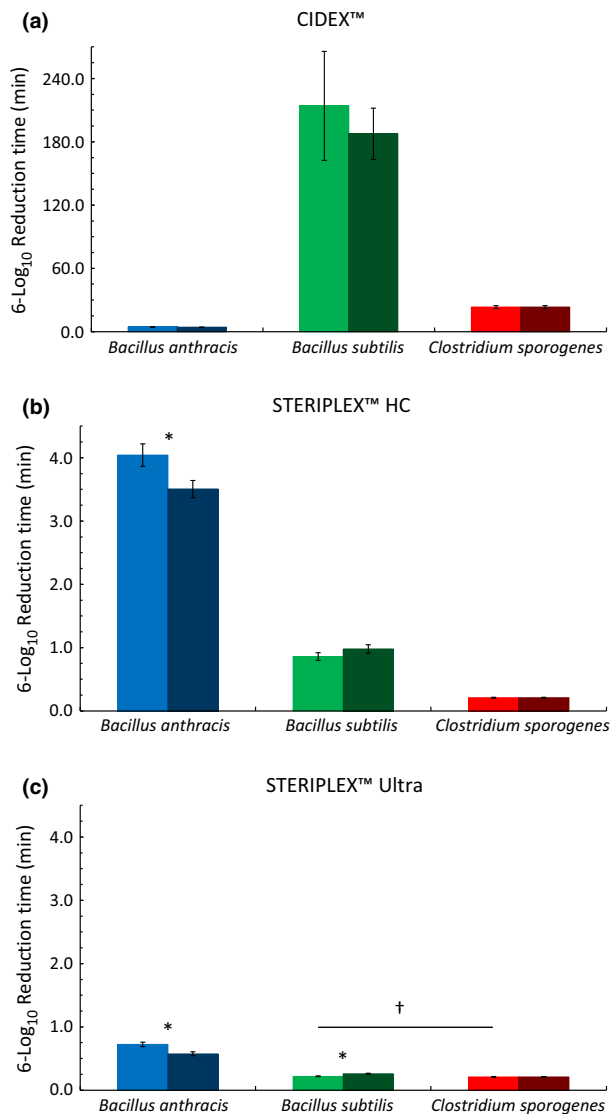 (a)
CIDEX™
6-Log10 Reduction time (min)
240.0
180.0
120.0
60.0
0.0
Bacillus anthracis
Bacillus subtilis
Clostridium sporogenes
(b)
STERIPLEX™ HC
6-Log10 Reduction time (min)
4.0
3.0
2.0
1.0
0.0
*
Bacillus anthracis
Bacillus subtilis
Clostridium sporogenes
(c)
STERIPLEX™ Ultra
6-Log10 Reduction time (min)
4.0
3.0
2.0
1.0
0.0
†
*
*
Bacillus anthracis
Bacillus subtilis
Clostridium sporogenes